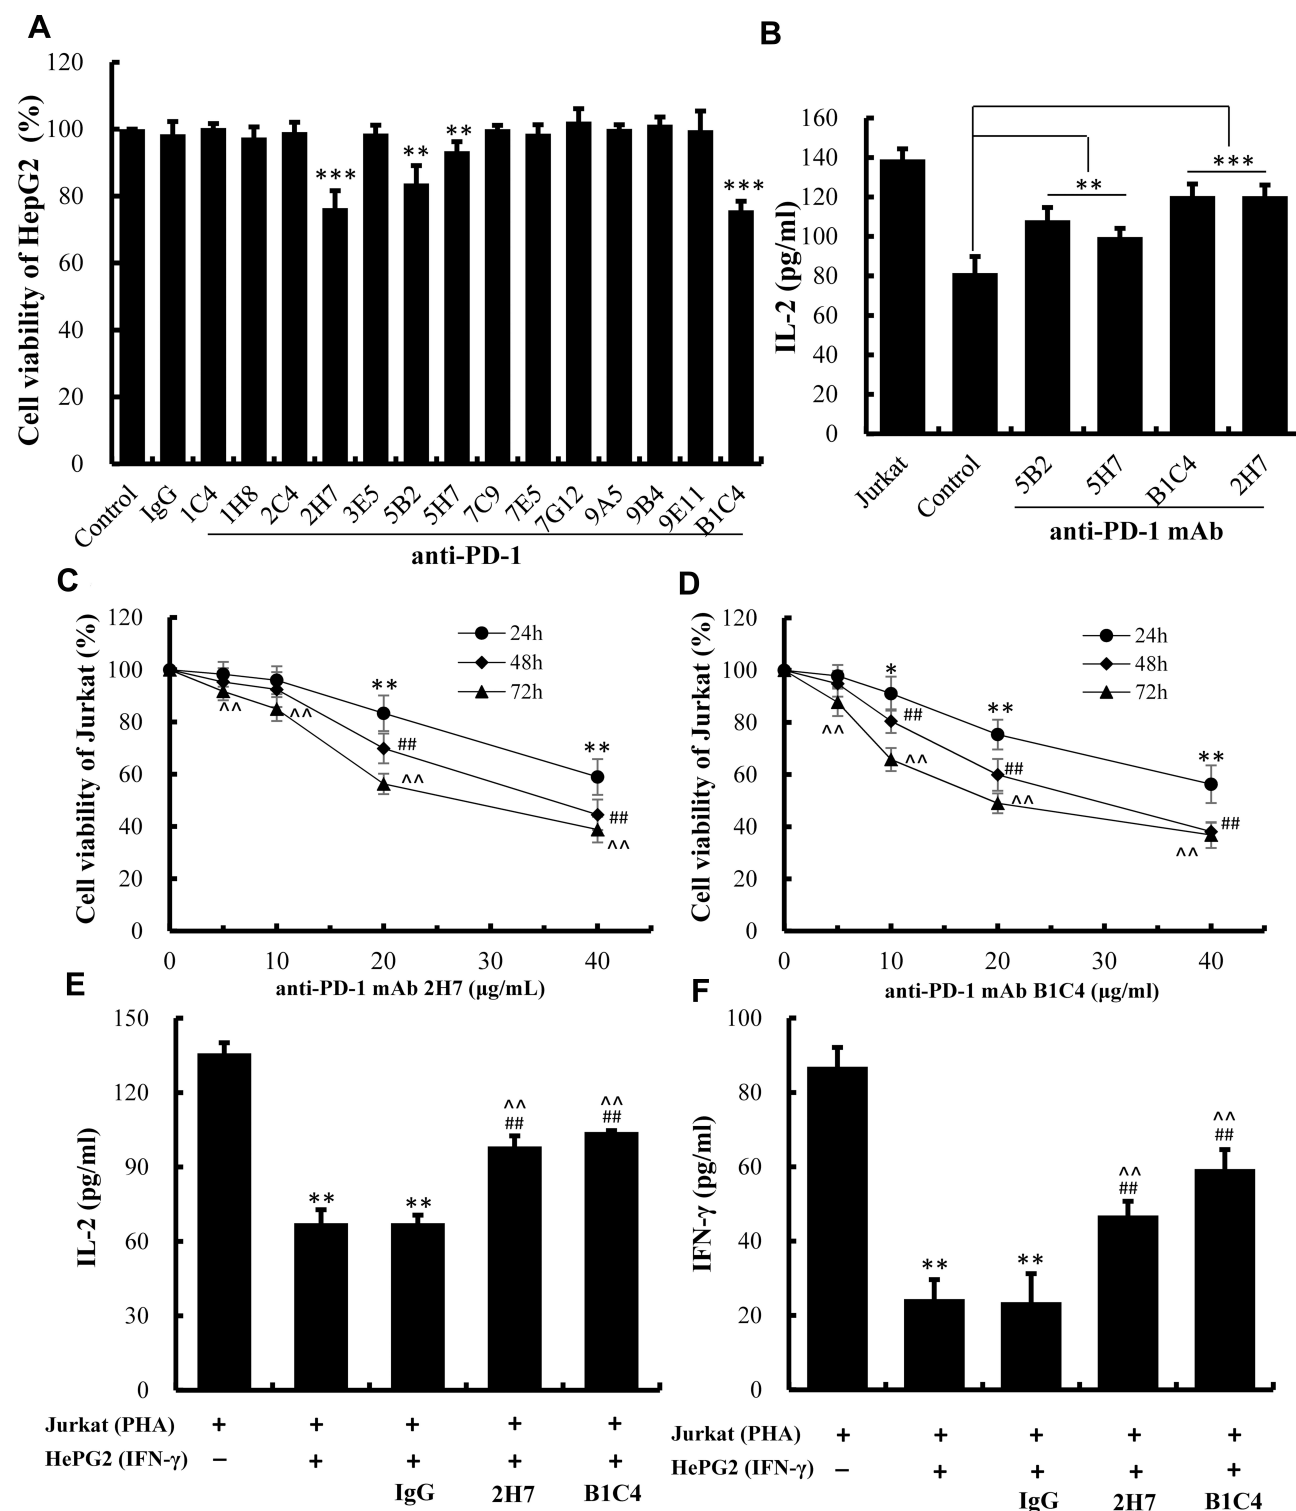 A
Cell viability of HepG2 (%)
120
100
80
60
40
20
0
***
**
**
***
Control
IgG
1C4
1H8
2C4
2H7
3E5
5B2
5H7
7C9
7E5
7G12
9A5
9B4
9E11
B1C4
anti-PD-1
B
IL-2 (pg/ml)
160
140
120
100
80
60
40
20
0
**
***
Jurkat
Control
5B2
5H7
B1C4
2H7
anti-PD-1 mAb
C
Cell viability of Jurkat (%)
120
100
80
60
40
20
0
24h
48h
72h
**
**
^^
^^
##
^^
##
^^
0
10
20
30
40
anti-PD-1 mAb 2H7 (μg/mL)
D
Cell viability of Jurkat (%)
120
100
80
60
40
20
0
24h
48h
72h
*
**
**
##
^^
^^
##
^^
##
^^
0
10
20
30
40
anti-PD-1 mAb B1C4 (μg/ml)
E
IL-2 (pg/ml)
150
120
90
60
30
0
**
**
^^
##
^^
##
Jurkat (PHA) + + + + +
HePG2 (IFN-γ) − + + + +
IgG 2H7 B1C4
F
IFN-γ (pg/ml)
100
80
60
40
20
0
**
**
^^
##
^^
##
Jurkat (PHA) + + + + +
HePG2 (IFN-γ) − + + + +
IgG 2H7 B1C4